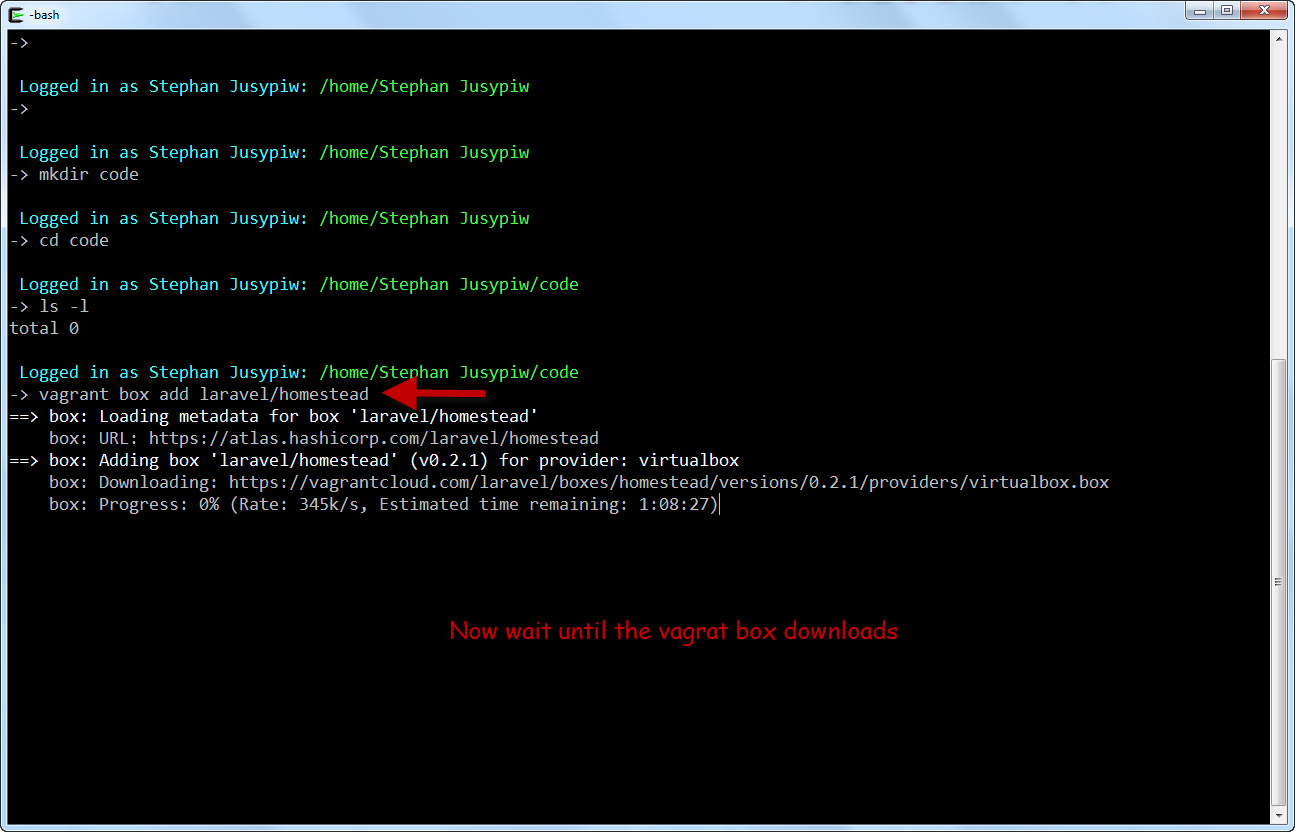 -bash
->
Logged in as Stephan Jusypiw: /home/Stephan Jusypiw
->
Logged in as Stephan Jusypiw: /home/Stephan Jusypiw
-> mkdir code
Logged in as Stephan Jusypiw: /home/Stephan Jusypiw
-> cd code
Logged in as Stephan Jusypiw: /home/Stephan Jusypiw/code
-> ls -l
total 0
Logged in as Stephan Jusypiw: /home/Stephan Jusypiw/code
-> vagrant box add laravel/homestead
==> box: Loading metadata for box 'laravel/homestead'
box: URL: https://atlas.hashicorp.com/laravel/homestead
==> box: Adding box 'laravel/homestead' (v0.2.1) for provider: virtualbox
box: Downloading: https://vagrantcloud.com/laravel/boxes/homestead/versions/0.2.1/providers/virtualbox.box
box: Progress: 0% (Rate: 345k/s, Estimated time remaining: 1:08:27)
Now wait until the vagrat box downloads